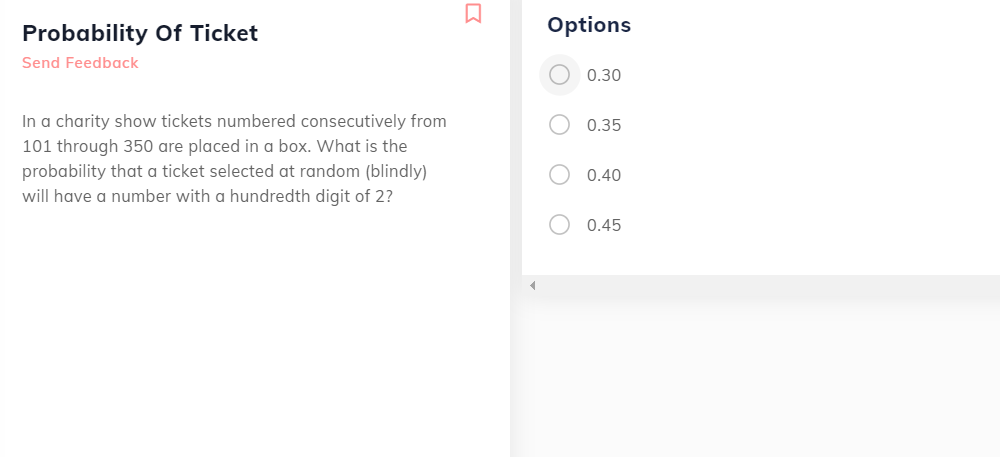 Probability Of Ticket
Send Feedback
In a charity show tickets numbered consecutively from
101 through 350 are placed in a box. What is the
probability that a ticket selected at random (blindly)
will have a number with a hundredth digit of 2?
Options
0.30
0.35
0.40
0.45